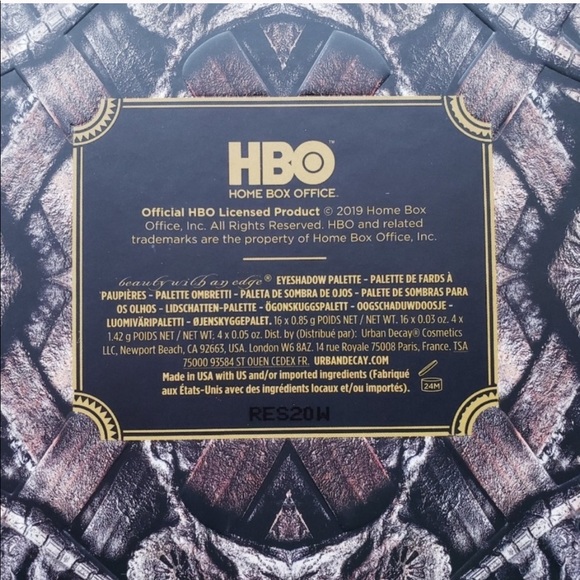 HBO™
HOME BOX OFFICE™
Official HBO Licensed Product © 2019 Home Box
Office, Inc. All Rights Reserved. HBO and related
trademarks are the property of Home Box Office, Inc.
beauty with an edge® EYESHADOW PALETTE – PALETTE DE FARDS À
PAUPIÈRES – PALETTE OMBRETTI – PALETA DE SOMBRA DE OJOS – PALETE DE SOMBRAS PARA
OS OLHOS – LIDSCHATTEN-PALETTE – ÖGONSKUGGSPALETT – OOGSCHADUWDOOSJE –
LUOMIVÄRIPALETTI – ØJENSKYGGEPALET. 16 x 0.85 g POIDS NET / NET WT. 16 x 0.03 oz. 4 x
1.42 g POIDS NET / NET WT. 4 x 0.05 oz. Dist. by (Distribué par): Urban Decay® Cosmetics
LLC, Newport Beach, CA 92663, USA. London W6 8AZ. 14 rue Royale 75008 Paris, France. TSA
75000 93584 ST OUEN CEDEX FR. URBANDECAY.COM
Made in USA with US and/or imported ingredients (Fabriqué
aux États-Unis avec des ingrédients locaux et/ou importés).
24M
RES20W